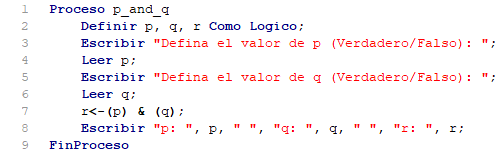 1 Proceso p_and_q
2 Definir p, q, r Como Logico;
3 Escribir "Defina el valor de p (Verdadero/Falso): ";
4 Leer p;
5 Escribir "Defina el valor de q (Verdadero/Falso): ";
6 Leer q;
7 r<-(p) & (q);
8 Escribir "p: ", p, " ", "q: ", q, " ", "r: ", r;
9 FinProceso